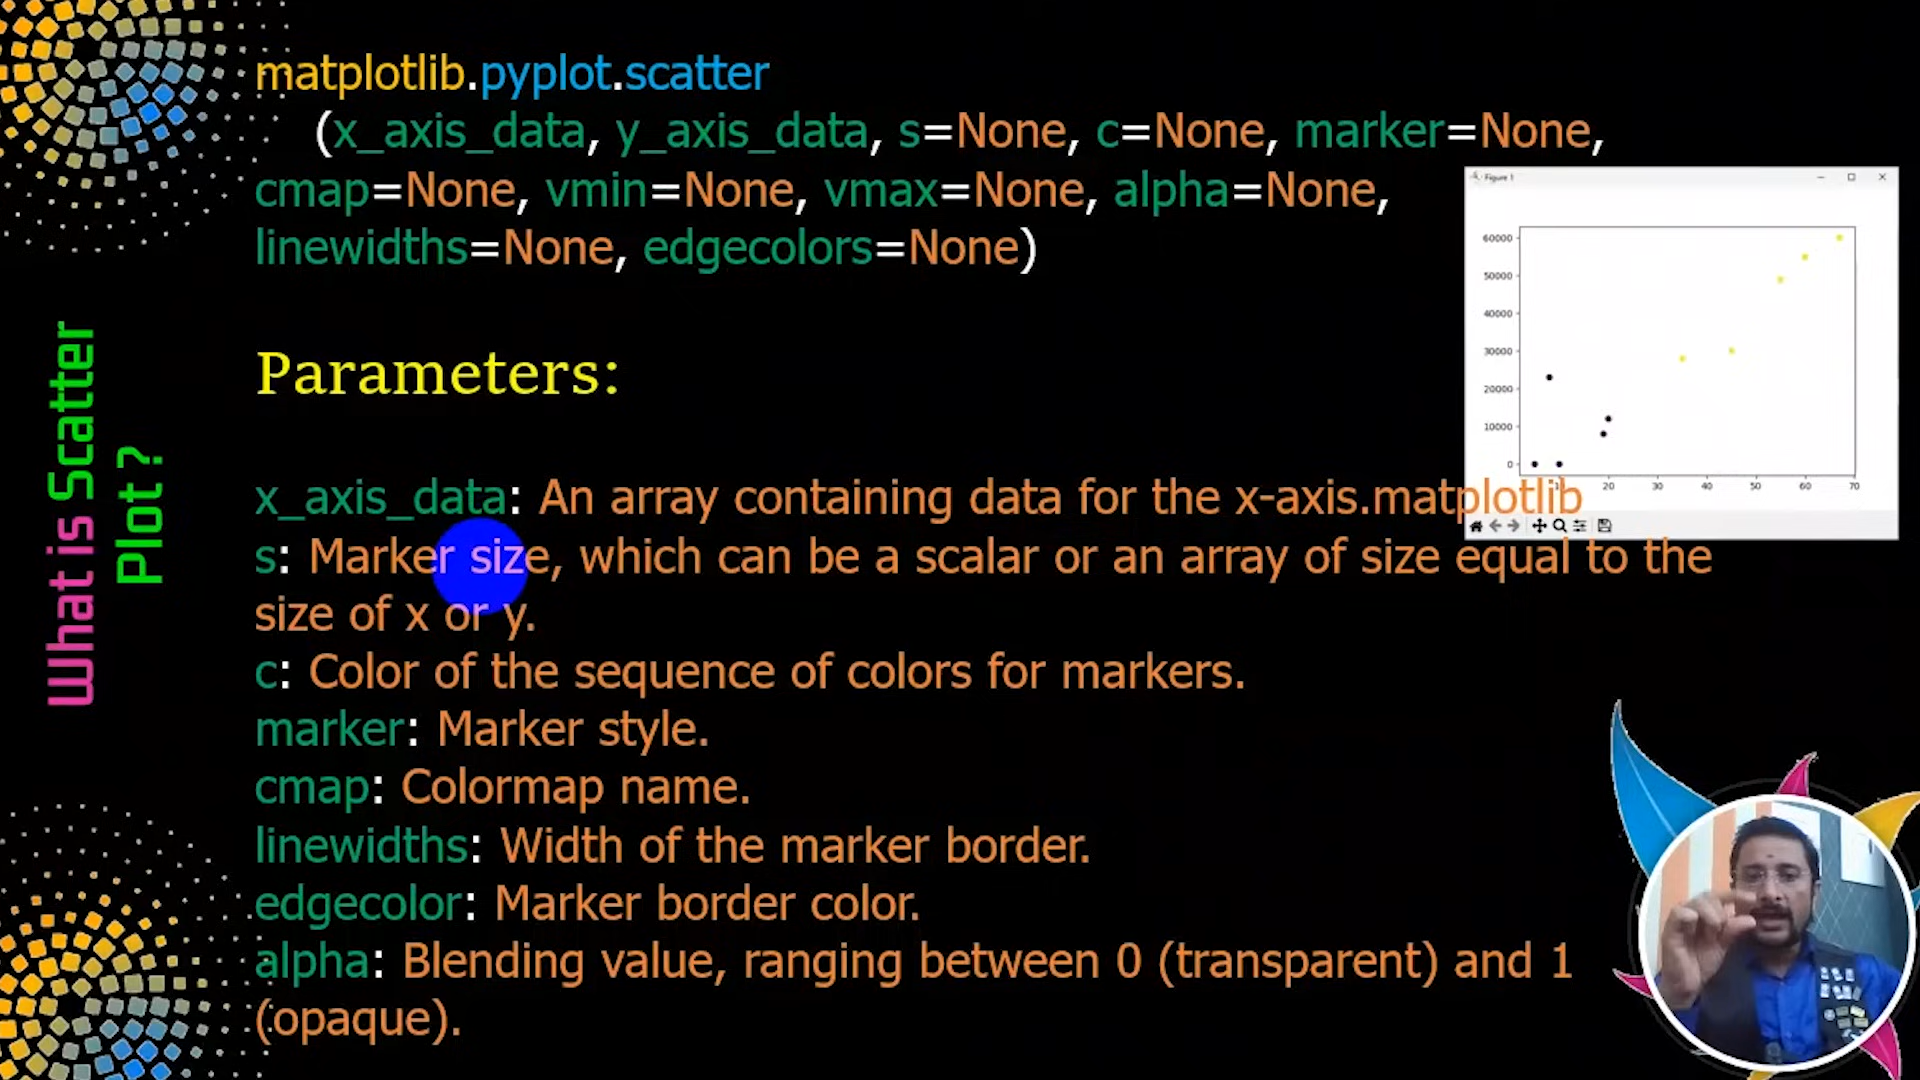 matplotlib.pyplot.scatter
(x_axis_data, y_axis_data, s=None, c=None, marker=None,
cmap=None, vmin=None, vmax=None, alpha=None,
linewidths=None, edgecolors=None)
What is Scatter
Plot ?
Parameters:
x_axis_data: An array containing data for the x-axis.matplotlib
s: Marker size, which can be a scalar or an array of size equal to the
size of x or y.
c: Color of the sequence of colors for markers.
marker: Marker style.
cmap: Colormap name.
linewidths: Width of the marker border.
edgecolor: Marker border color.
alpha: Blending value, ranging between 0 (transparent) and 1
(opaque).
Figure 1
60000
50000
40000
30000
20000
10000
0
20 30 40 50 60 70